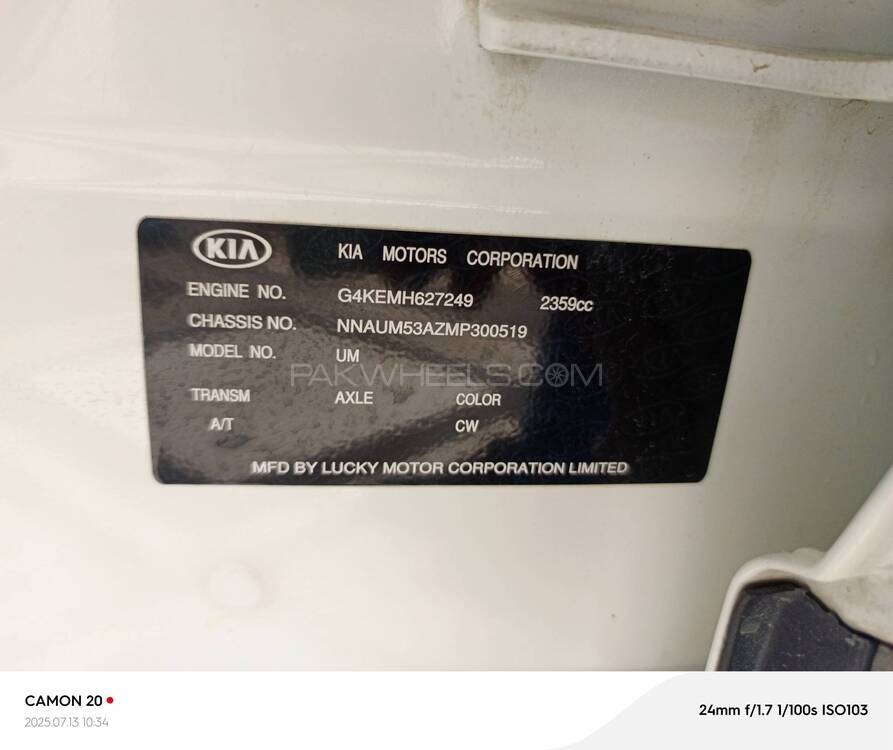 KIA KIA MOTORS CORPORATION
ENGINE NO. G4KEMH627249 2359cc
CHASSIS NO. NNAUM53AZMP300519
MODEL NO. UM
PAKWHEELS.COM
TRANSM AXLE COLOR
A/T CW
MFD BY LUCKY MOTOR CORPORATION LIMITED
CAMON 20
2025.07.13 10:34
24mm f/1.7 1/100s ISO103